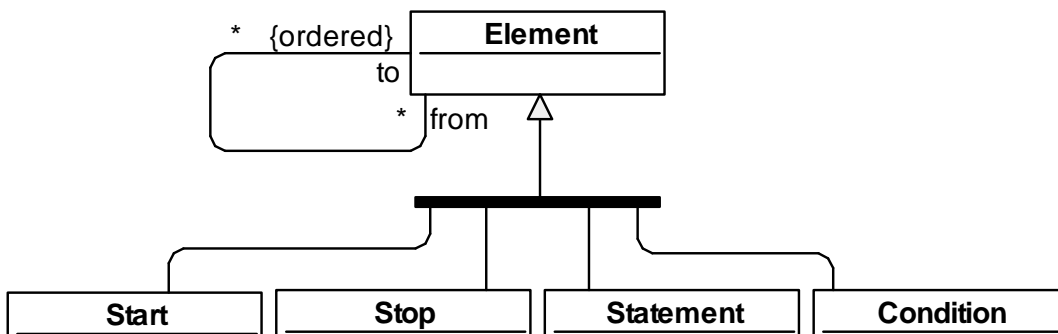 * {ordered} Element
to
* from
Start Stop Statement Condition